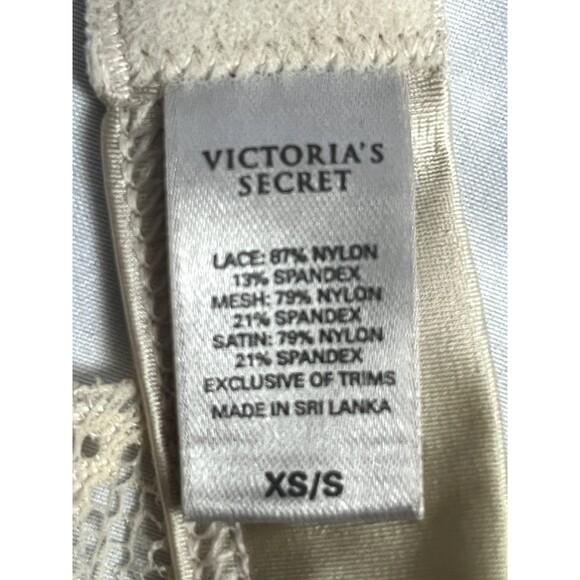 VICTORIA'S
SECRET
LACE: 87% NYLON
13% SPANDEX
MESH: 79% NYLON
21% SPANDEX
SATIN: 79% NYLON
21% SPANDEX
EXCLUSIVE OF TRIMS
MADE IN SRI LANKA
XS/S